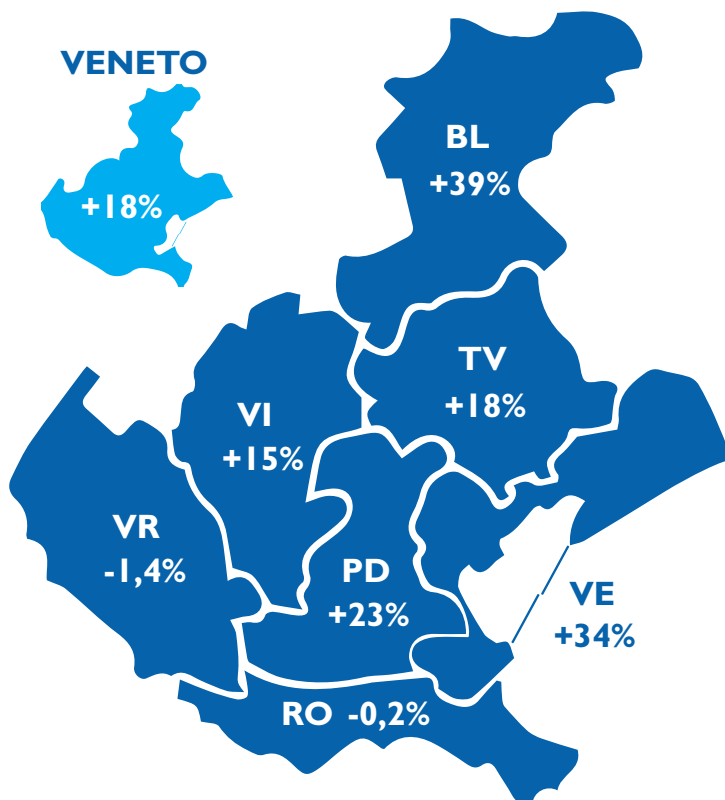 VENETO
+18%
BL
+39%
TV
+18%
VI
+15%
VR
-1,4%
PD
+23%
VE
+34%
RO -0,2%